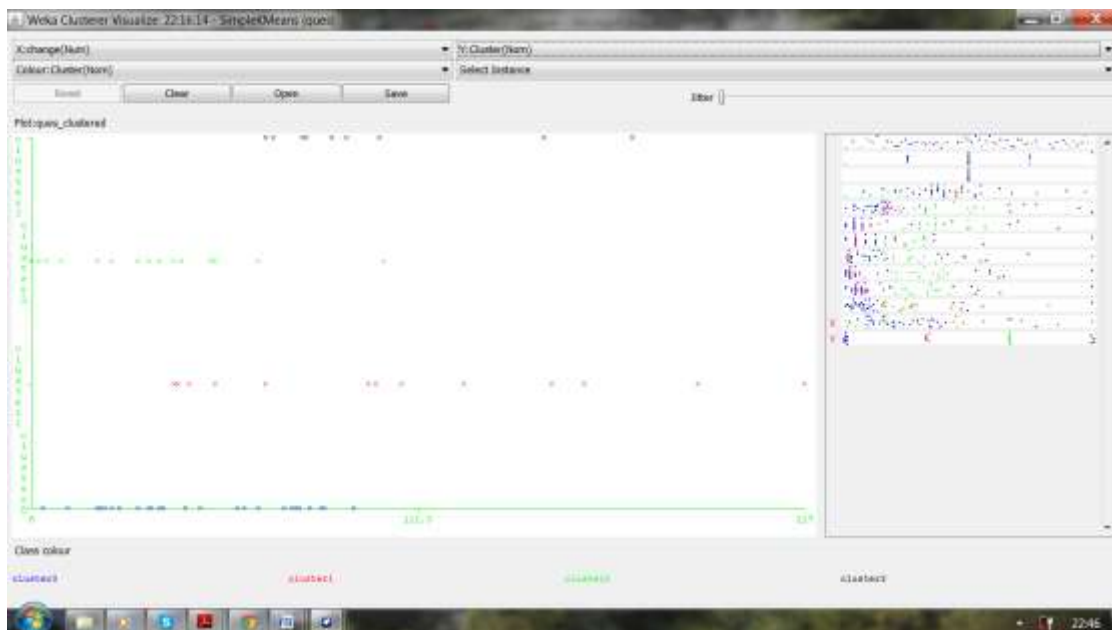 Weka Clusterer Visualize: 22:16:14 - SimpleKMeans (ques)
X: change (Num)
Y: Cluster (Nom)
Colour: Cluster (Nom)
Select Instance
Reset
Clear
Open
Save
Jitter
Plot: ques_clustered
0
Class colour
cluster0
cluster1
cluster2
cluster3
22:46